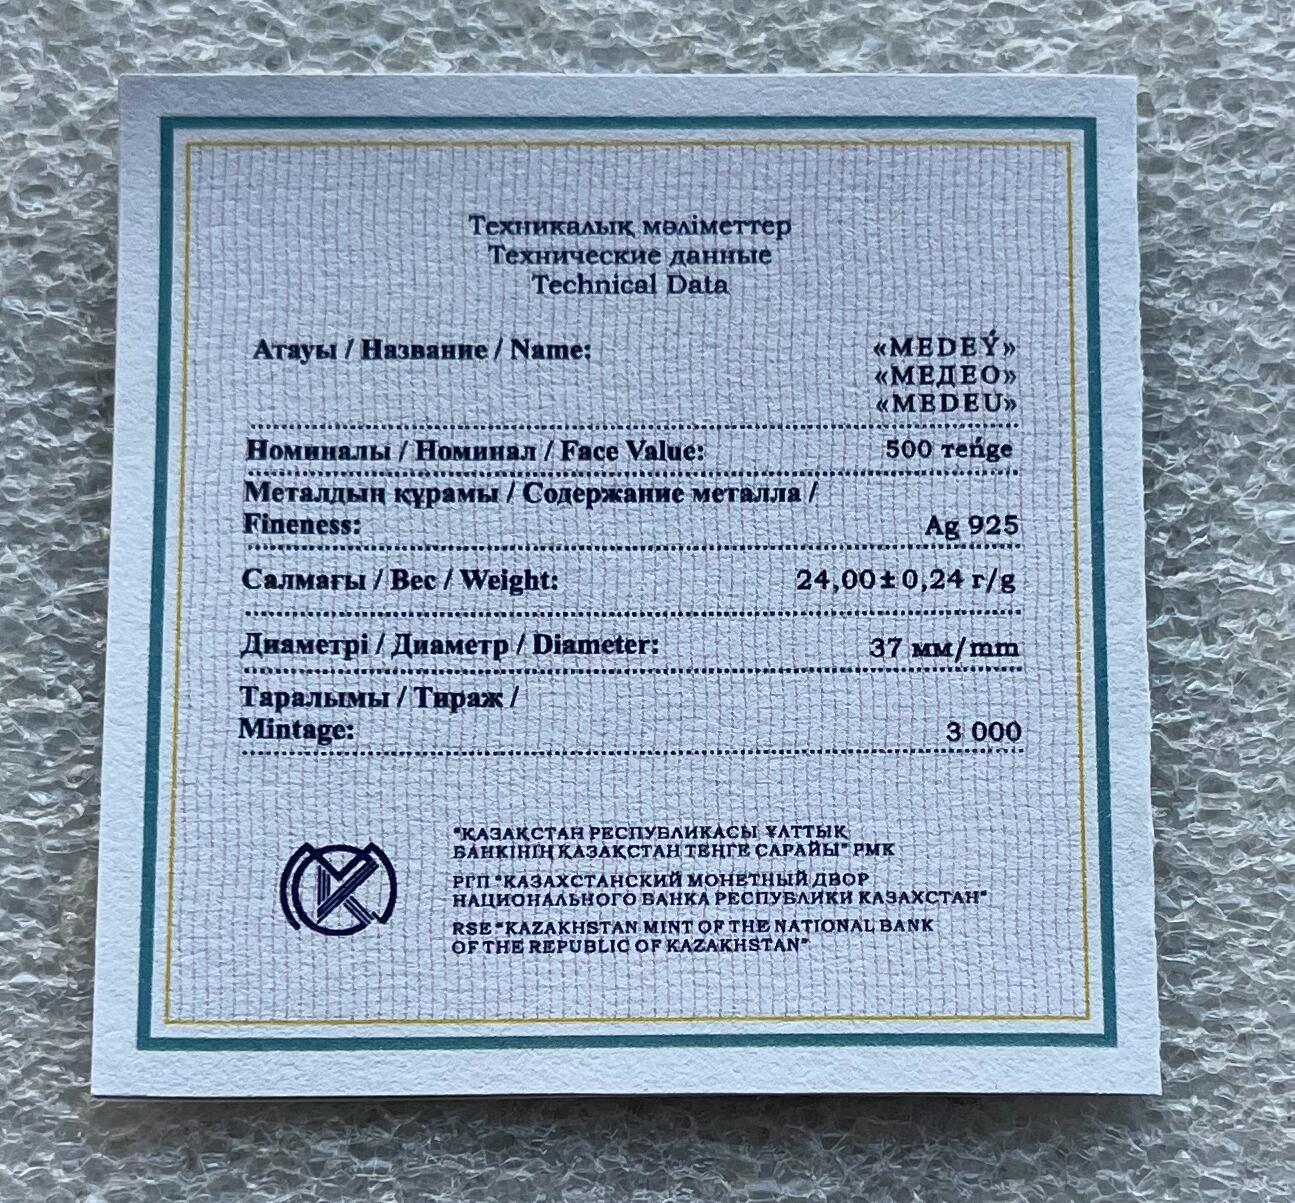 Техникалық мәліметтер
Технические данные
Technical Data
Атауы / Название / Name: «MEDEÝ»
«МЕДЕО»
«MEDEU»
Номиналы / Номинал / Face Value: 500 теńge
Металдың құрамы / Содержание металла /
Fineness: Ag 925
Салмағы / Вес / Weight: 24,00±0,24 г/g
Диаметрі / Диаметр / Diameter: 37 мм/mm
Таралымы / Тираж /
Mintage: 3 000
"ҚАЗАҚСТАН РЕСПУБЛИКАСЫ ҰЛТТЫҚ
БАНКІНІҢ ҚАЗАҚСТАН ТЕҢГЕ САРАЙЫ" РМК
РГП "КАЗАХСТАНСКИЙ МОНЕТНЫЙ ДВОР
НАЦИОНАЛЬНОГО БАНКА РЕСПУБЛИКИ КАЗАХСТАН"
RSE "KAZAKHSTAN MINT OF THE NATIONAL BANK
OF THE REPUBLIC OF KAZAKHSTAN"